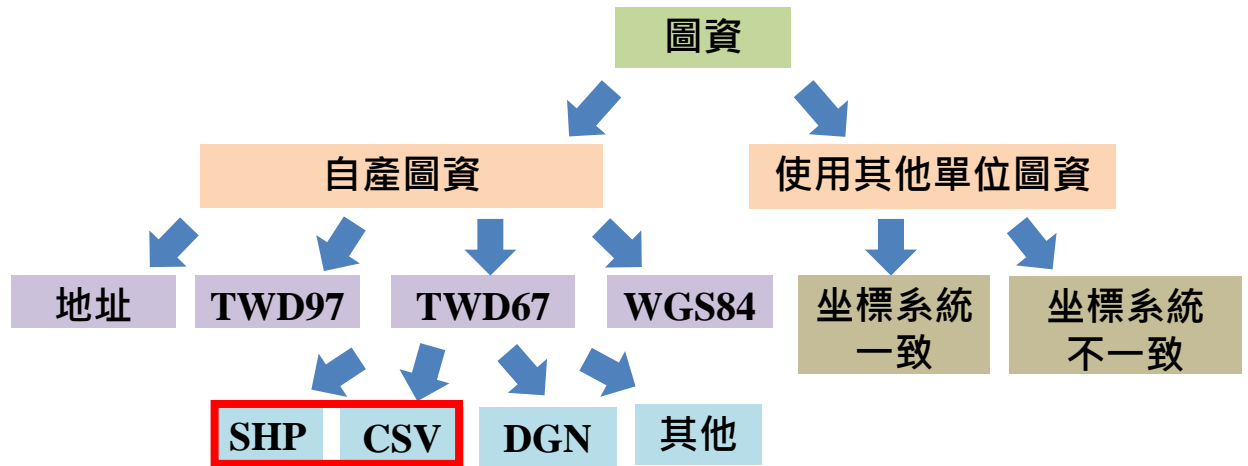 圖資
自產圖資
使用其他單位圖資
地址
TWD97
TWD67
WGS84
坐標系統
一致
坐標系統
不一致
SHP
CSV
DGN
其他